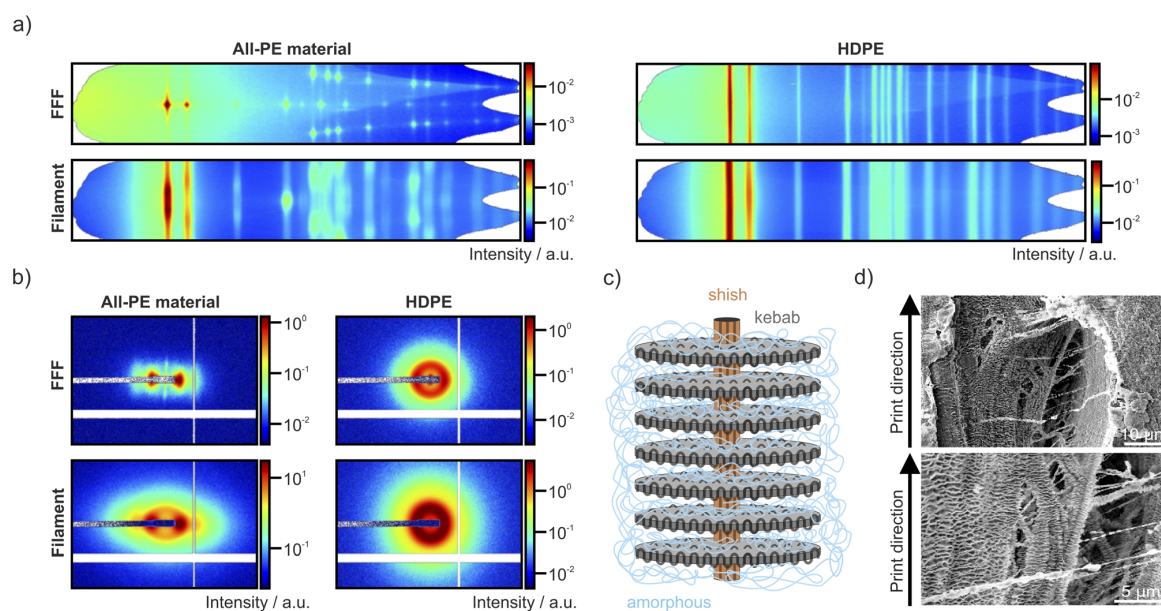 a)
All-PE material
HDPE
FFF
10⁻²
10⁻³
10⁻²
10⁻³
Filament
10⁻¹
10⁻²
10⁻¹
10⁻²
Intensity / a.u.
Intensity / a.u.
b)
All-PE material
HDPE
FFF
10⁰
10⁻¹
10⁻²
10⁰
10⁻¹
10⁻²
Filament
10¹
10⁰
10⁻¹
10⁰
10⁻¹
10⁻²
Intensity / a.u.
Intensity / a.u.
c)
shish
kebab
amorphous
d)
Print direction
10 µm
Print direction
5 µm